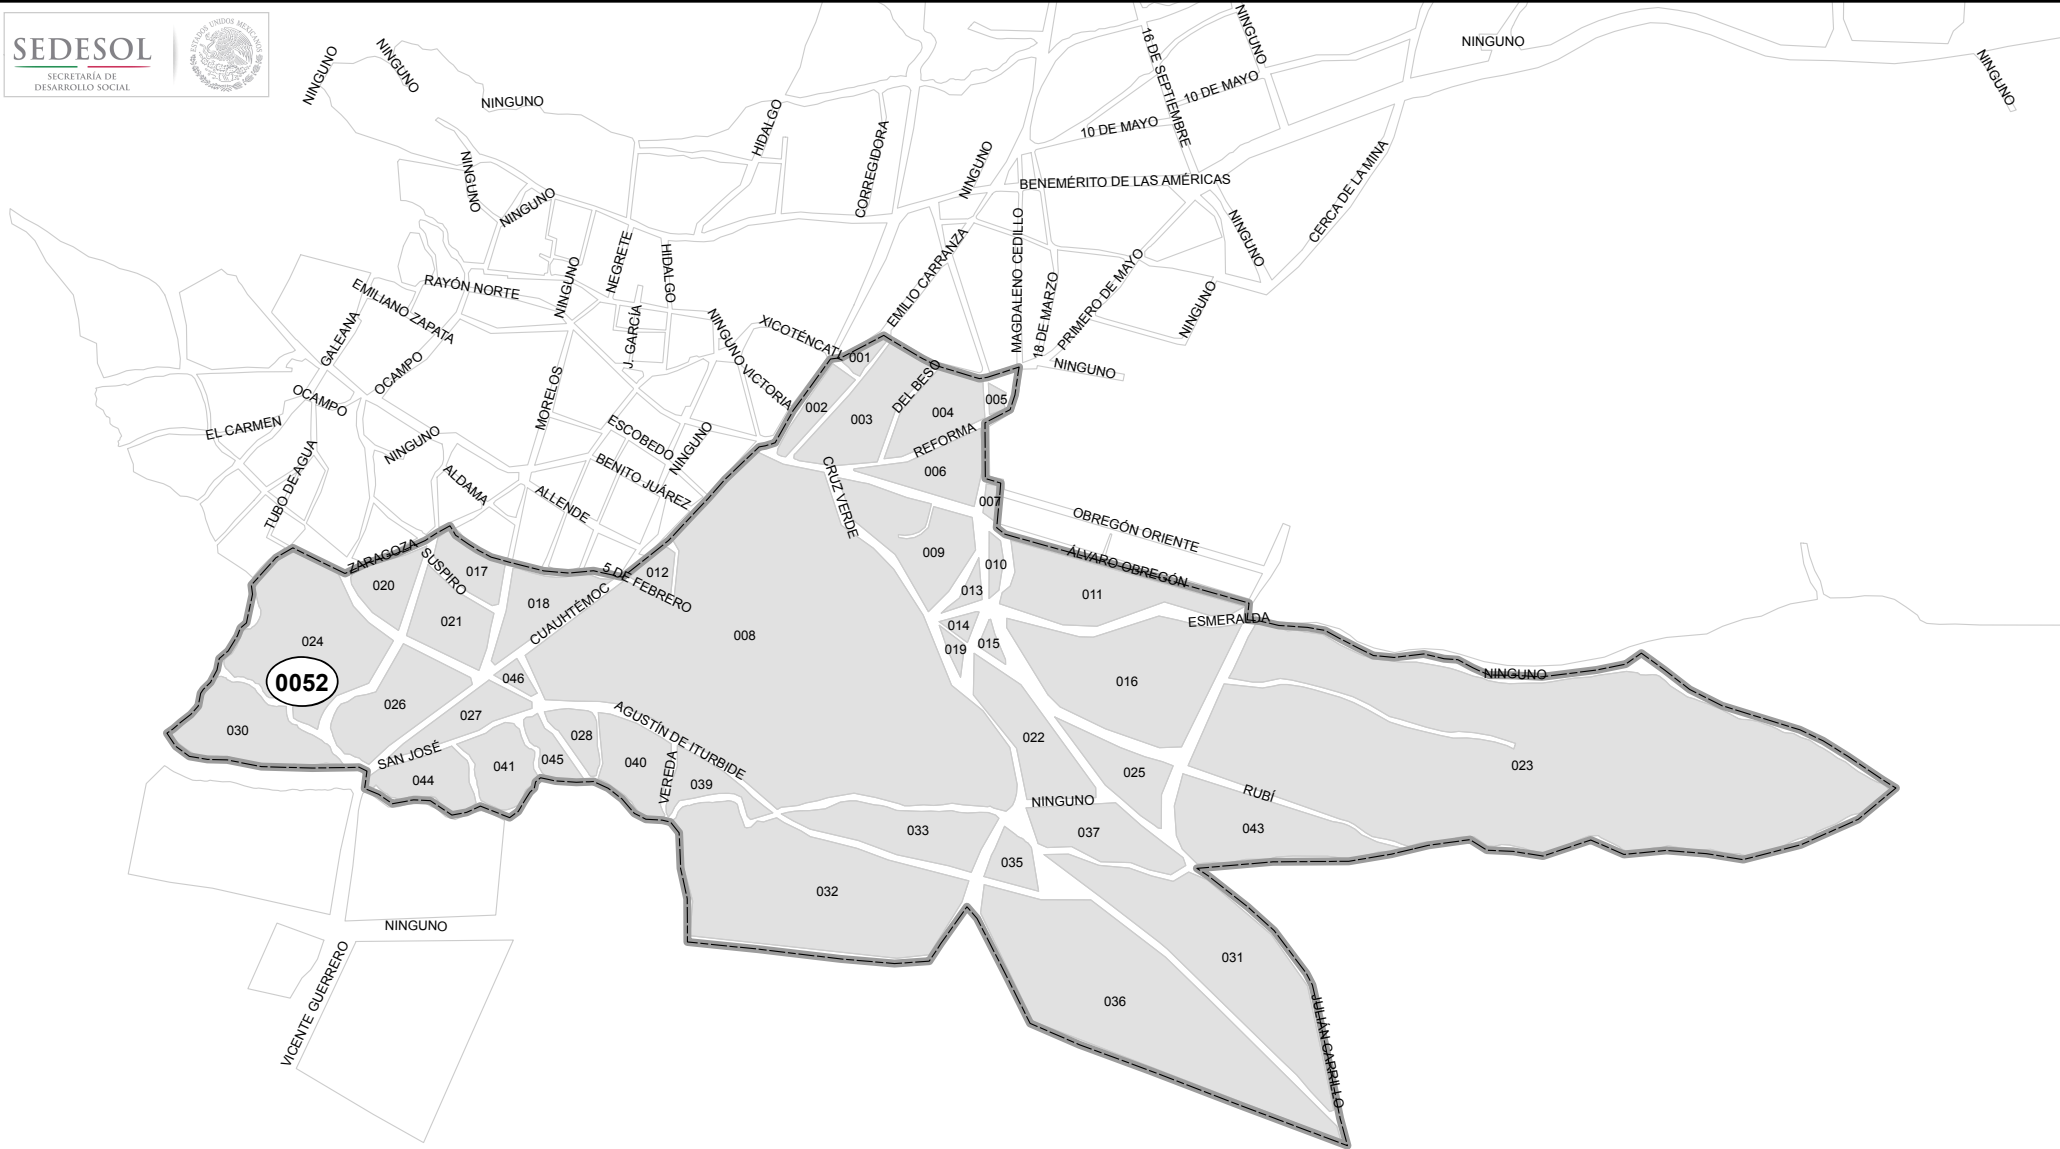 SEDESOL
SECRETARÍA DE
DESARROLLO SOCIAL
ESTADOS UNIDOS MEXICANOS
NINGUNO
NINGUNO
NINGUNO
HIDALGO
CORREGIDORA
NINGUNO
16 DE SEPTIEMBRE
NINGUNO
10 DE MAYO
10 DE MAYO
NINGUNO
NINGUNO
BENEMÉRITO DE LAS AMÉRICAS
CERCA DE LA MINA
NINGUNO
NINGUNO
NINGUNO
NEGRETE
HIDALGO
NINGUNO
RAYÓN NORTE
EMILIANO ZAPATA
GALEANA
OCAMPO
OCAMPO
EL CARMEN
TUBO DE AGUA
NINGUNO
ALDAMA
MORELOS
J. GARCÍA
NINGUNO
VICTORIA
XICOTÉNCATL
EMILIO CARRANZA
MAGDALENO CEDILLO
18 DE MARZO
PRIMERO DE MAYO
NINGUNO
NINGUNO
ESCOBEDO
NINGUNO
BENITO JUÁREZ
ALLENDE
001
002
003
DEL BESO
004
005
REFORMA
006
007
CRUZ VERDE
OBREGÓN ORIENTE
ÁLVARO OBREGÓN
ZARAGOZA
SUSPIRO
017
020
018
5 DE FEBRERO
012
CUAUHTÉMOC
009
010
013
011
ESMERALDA
021
024
008
014
015
019
0052
046
016
NINGUNO
026
027
030
028
AGUSTÍN DE ITURBIDE
022
SAN JOSÉ
045
040
041
044
VEREDA
039
025
023
RUBÍ
NINGUNO
033
037
043
035
032
NINGUNO
VICENTE GUERRERO
031
036
JULIÁN CARRILLO